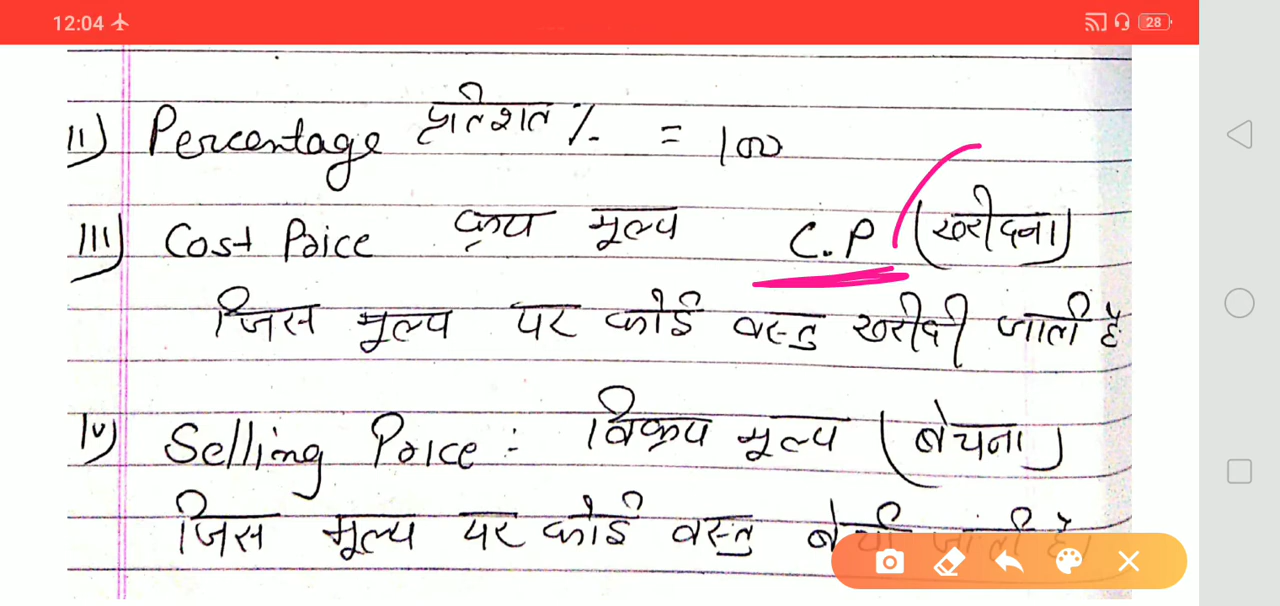 12:04
28
II) Percentage प्रतिशत % = 100
III) Cost Price क्रय मूल्य C.P (खरीदना)
जिस मूल्य पर कोई वस्तु खरीदी जाती है
IV) Selling Price :- विक्रय मूल्य (बेचना)
जिस मूल्य पर कोई वस्तु बेची जाती है।